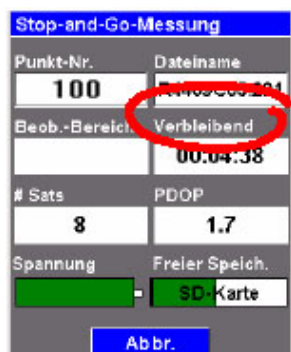 Stop-and-Go-Messung
Punkt-Nr. Dateiname
100
Beob.-Bereich Verbleibend
00:04:38
# Sats PDOP
8 1.7
Spannung Freier Speich.
SD-Karte
Abbr.